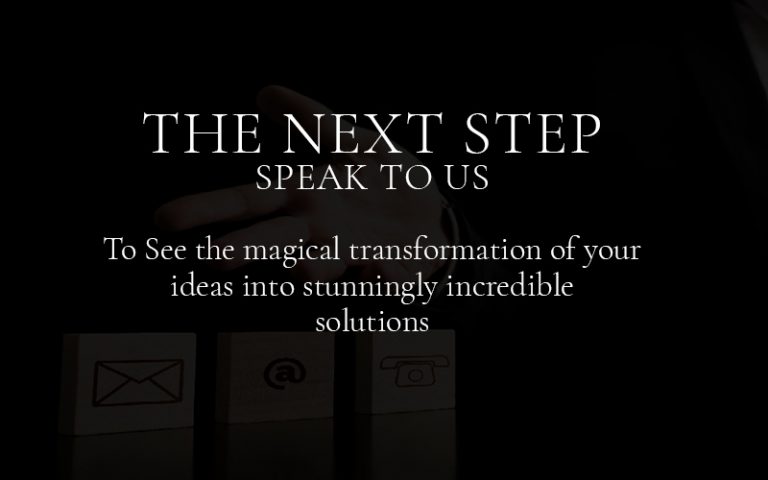 THE NEXT STEP
SPEAK TO US
To See the magical transformation of your
ideas into stunningly incredible
solutions
@